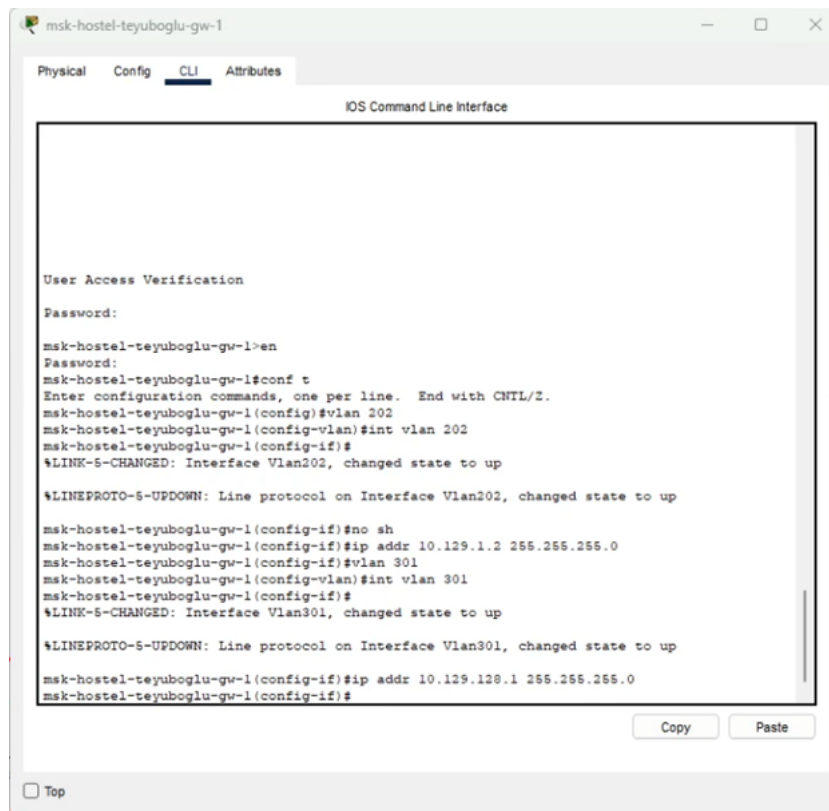 msk-hostel-teyuboglu-gw-1
Physical Config CLI Attributes
IOS Command Line Interface
User Access Verification
Password:
msk-hostel-teyuboglu-gw-1>en
Password:
msk-hostel-teyuboglu-gw-1#conf t
Enter configuration commands, one per line. End with CNTL/Z.
msk-hostel-teyuboglu-gw-1(config)#vlan 202
msk-hostel-teyuboglu-gw-1(config-vlan)#int vlan 202
msk-hostel-teyuboglu-gw-1(config-if)#
%LINK-5-CHANGED: Interface Vlan202, changed state to up
%LINEPROTO-5-UPDOWN: Line protocol on Interface Vlan202, changed state to up
msk-hostel-teyuboglu-gw-1(config-if)#no sh
msk-hostel-teyuboglu-gw-1(config-if)#ip addr 10.129.1.2 255.255.255.0
msk-hostel-teyuboglu-gw-1(config-if)#vlan 301
msk-hostel-teyuboglu-gw-1(config-vlan)#int vlan 301
msk-hostel-teyuboglu-gw-1(config-if)#
%LINK-5-CHANGED: Interface Vlan301, changed state to up
%LINEPROTO-5-UPDOWN: Line protocol on Interface Vlan301, changed state to up
msk-hostel-teyuboglu-gw-1(config-if)#ip addr 10.129.128.1 255.255.255.0
msk-hostel-teyuboglu-gw-1(config-if)#
Copy Paste
Top